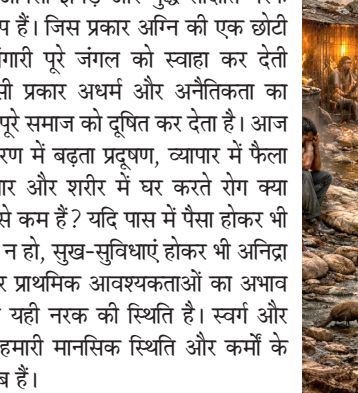 प हैं। जिस प्रकार अग्नि की एक छोटी
गारी पूरे जंगल को स्वाहा कर देती
सी प्रकार अधर्म और अनैतिकता का
पूरे समाज को दूषित कर देता है। आज
रण में बढ़ता प्रदूषण, व्यापार में फैला
ार और शरीर में घर करते रोग क्या
से कम हैं? यदि पास में पैसा होकर भी
न हो, सुख-सुविधाएं होकर भी अनिद्रा
र प्राथमिक आवश्यकताओं का अभाव
यही नरक की स्थिति है। स्वर्ग और
हमारी मानसिक स्थिति और कर्मों के
ब हैं।